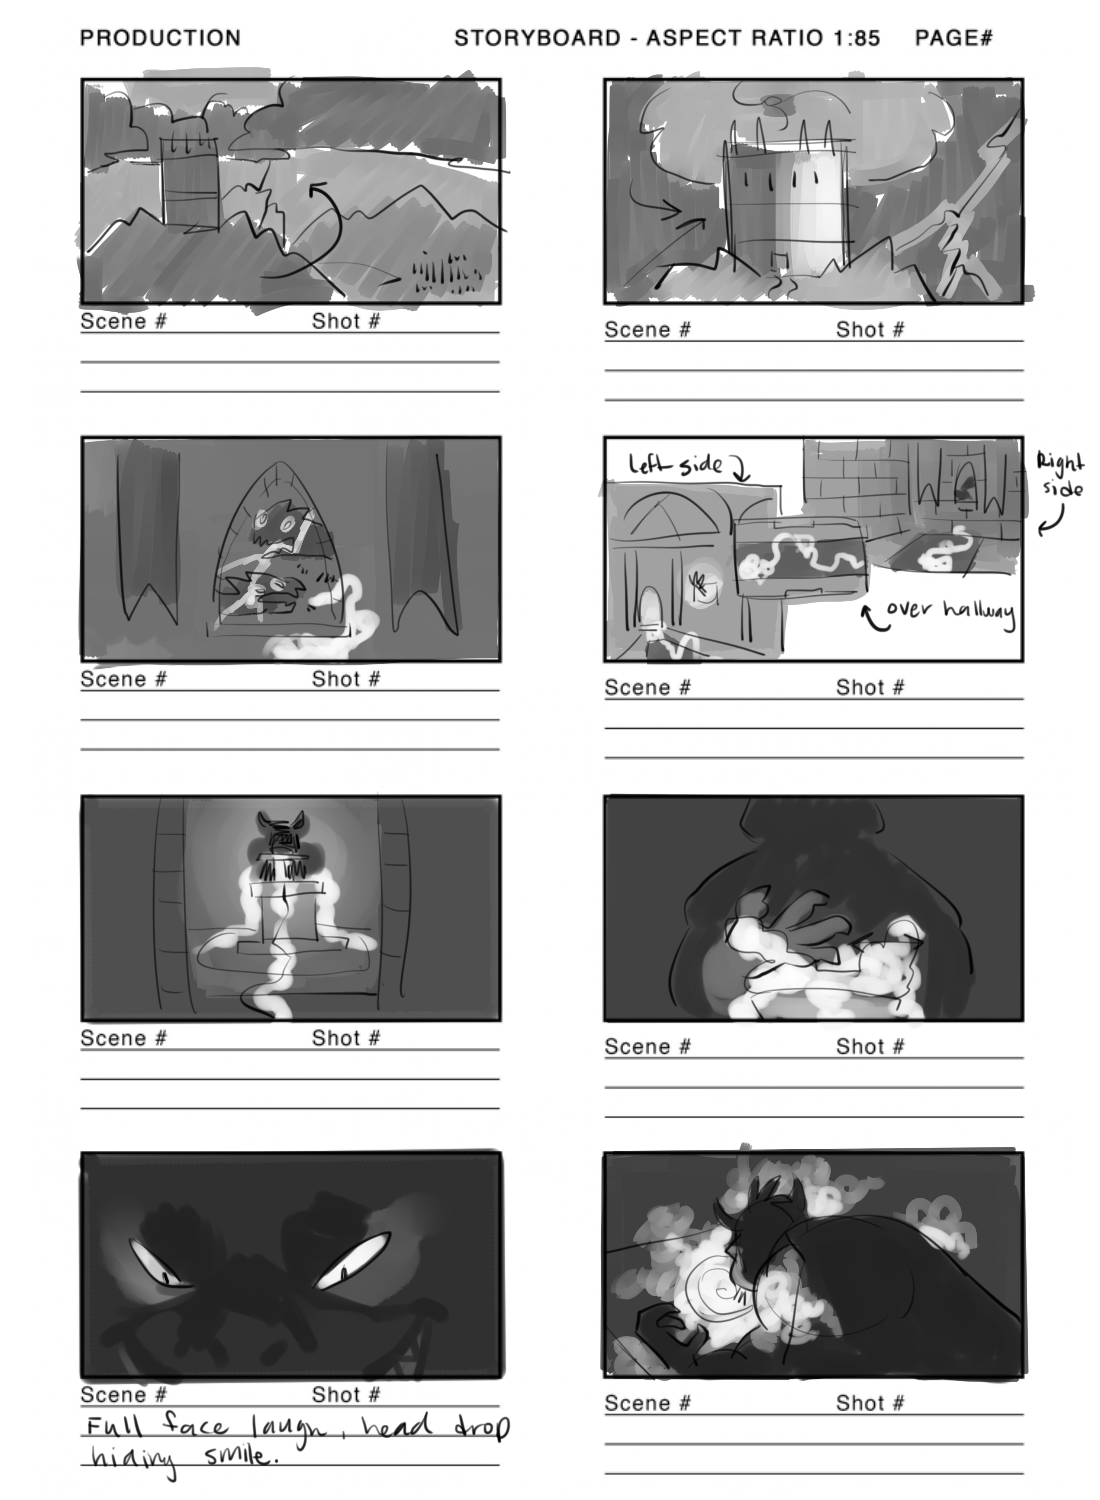 PRODUCTION STORYBOARD - ASPECT RATIO 1:85 PAGE#
Scene # Shot #
Scene # Shot #
left side
Right
side
over hallway
Scene # Shot #
Scene # Shot #
Scene # Shot #
Scene # Shot #
Scene # Shot #
Full face laugh, head drop
hiding smile.
Scene # Shot #